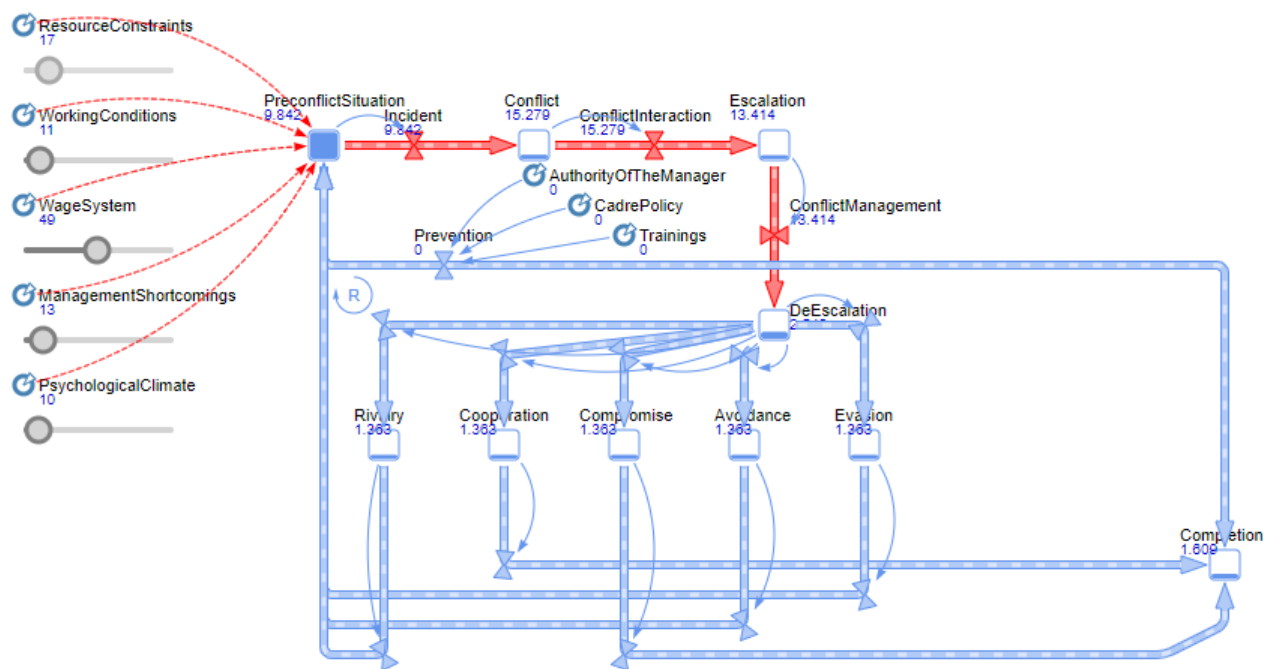 ResourceConstraints
17
WorkingConditions
11
WageSystem
49
ManagementShortcomings
13
PsychologicalClimate
10
PreconflictSituation
9.842
Incident
9.842
Conflict
15.279
ConflictInteraction
15.279
Escalation
13.414
AuthorityOfTheManager
0
CadrePolicy
0
Trainings
0
Prevention
0
ConflictManagement
13.414
R
DeEscalation
Rivalry
1.363
Cooperation
1.363
Compromise
1.363
Avoidance
1.363
Evasion
1.363
Completion
1.609